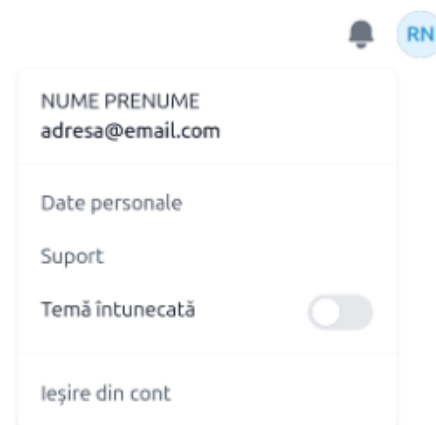 RN
NUME PRENUME
adresa@email.com
Date personale
Suport
Temă întunecată
Ieșire din cont